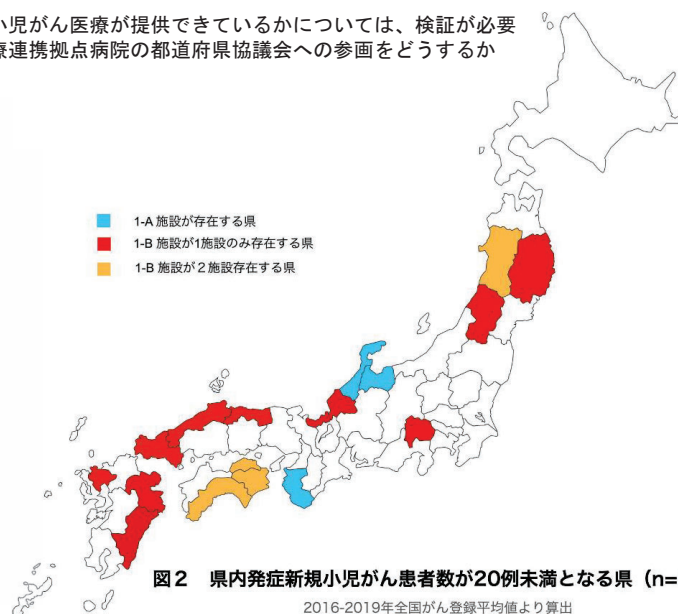 小児がん医療が提供できているかについては、検証が必要
療連携拠点病院の都道府県協議会への参画をどうするか
1-A 施設が存在する県
1-B 施設が1施設のみ存在する県
1-B 施設が2施設存在する県
図2 県内発症新規小児がん患者数が20例未満となる県（n=
2016-2019年全国がん登録平均値より算出